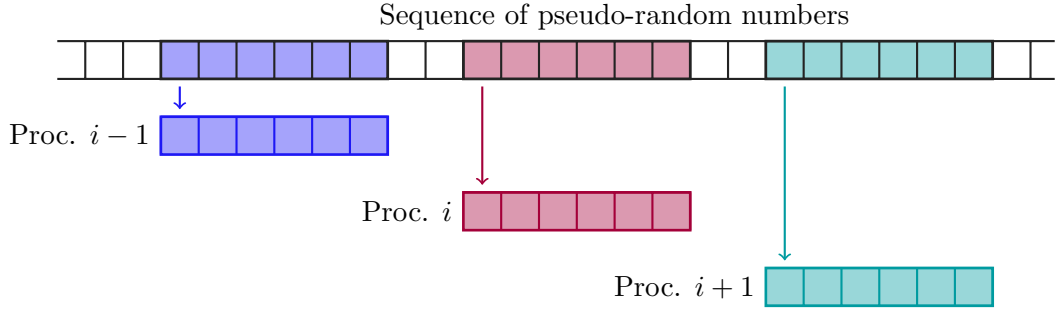 Sequence of pseudo-random numbers
Proc. i − 1
Proc. i
Proc. i + 1